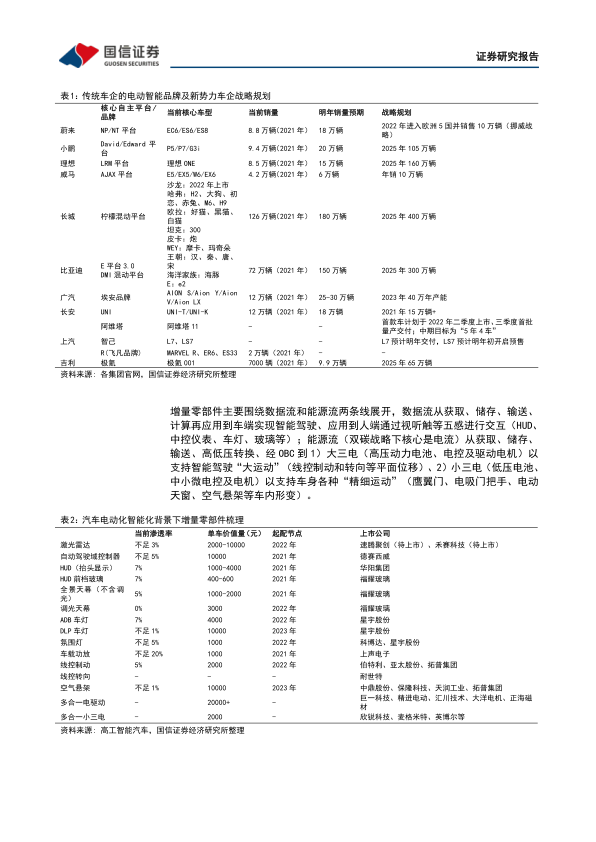 国信证券
GUOSEN SECURITIES
证券研究报告
表1：传统车企的电动智能品牌及新势力车企战略规划
核心自主平台/品牌 当前核心车型 当前销量 明年销量预期 战略规划
蔚来 NP/NT 平台 EC6/ES6/ES8 8.8 万辆(2021 年) 18 万辆 2022 年进入欧洲 5 国并销售 10 万辆（挪威战略）
小鹏 David/Edward 平台 P5/P7/G3i 9.4 万辆(2021 年) 20 万辆 2025 年 105 万辆
理想 LRM 平台 理想 ONE 8.5 万辆(2021 年) 15 万辆 2025 年 160 万辆
威马 AJAX 平台 E5/EX5/W6/EX6 4.2 万辆(2021 年) 6 万辆 年销 10 万辆
长城 柠檬混动平台 沙龙：2022 年上市
哈弗：H2、大狗、初恋、赤兔、M6、H9
欧拉：好猫、黑猫、白猫
坦克：300
皮卡：炮
WEY：摩卡，玛奇朵
126 万辆(2021 年) 180 万辆 2025 年 400 万辆
比亚迪 E 平台 3.0
DMI 混动平台
王朝：汉、秦、唐、宋
海洋家族：海豚
E：e2
72 万辆（2021 年） 150 万辆 2025 年 300 万辆
广汽 埃安品牌 AION S/Aion Y/Aion V/Aion LX 12 万辆（2021 年） 25-30 万辆 2023 年 40 万年产能
长安 UNI UNI-T/UNI-K 12 万辆（2021 年） 18 万辆 2021 年 15 万辆+
阿维塔 阿维塔 11 - - 首款车计划于 2022 年二季度上市、三季度首批量产交付；中期目标为“5 年 4 车”
上汽 智己 L7、LS7 - - L7 预计明年交付，LS7 预计明年初开启预售
R(飞凡品牌) MARVEL R、ER6、ES33 2 万辆（2021 年） - -
吉利 极氪 极氪 001 7000 辆（2021 年） 9.9 万辆 2025 年 65 万辆
资料来源：各集团官网，国信证券经济研究所整理
增量零部件主要围绕数据流和能源流两条线展开，数据流从获取、储存、输送、
计算再应用到车端实现智能驾驶、应用到人端通过视听触等五感进行交互（HUD、
中控仪表、车灯、玻璃等）；能源流（双碳战略下核心是电流）从获取、储存、
输送、高低压转换、经 OBC 到 1）大三电（高压动力电池、电控及驱动电机）以
支持智能驾驶“大运动”（线控制动和转向等平面位移）、2）小三电（低压电池、
中小微电控及电机）以支持车身各种“精细运动”（鹰翼门、电吸门把手、电动
天窗、空气悬架等车内形变）。
表2：汽车电动化智能化背景下增量零部件梳理
当前渗透率 单车价值量（元） 起配节点 上市公司
激光雷达 不足 3% 2000-10000 2022 年 速腾聚创（待上市）、禾赛科技（待上市）
自动驾驶域控制器 不足 5% 10000 2021 年 德赛西威
HUD（抬头显示） 7% 1000-4000 2021 年 华阳集团
HUD 前档玻璃 7% 400-600 2021 年 福耀玻璃
全景天幕（不含调光） 5% 1000-2000 2021 年 福耀玻璃
调光天幕 0% 3000 2022 年 福耀玻璃
ADB 车灯 7% 4000 2022 年 星宇股份
DLP 车灯 不足 1% 10000 2023 年 星宇股份
氛围灯 不足 5% 1000 2022 年 科博达、星宇股份
车载功放 不足 20% 1000 2021 年 上声电子
线控制动 5% 2000 2022 年 伯特利、亚太股份、拓普集团
线控转向 - - - 耐世特
空气悬架 不足 1% 10000 2023 年 中鼎股份、保隆科技、天润工业、拓普集团
多合一电驱动 - 20000+ - 巨一科技、精进电动、汇川技术、大洋电机、正海磁材
多合一小三电 - 2000 - 欣锐科技、麦格米特、英博尔等
资料来源：高工智能汽车，国信证券经济研究所整理